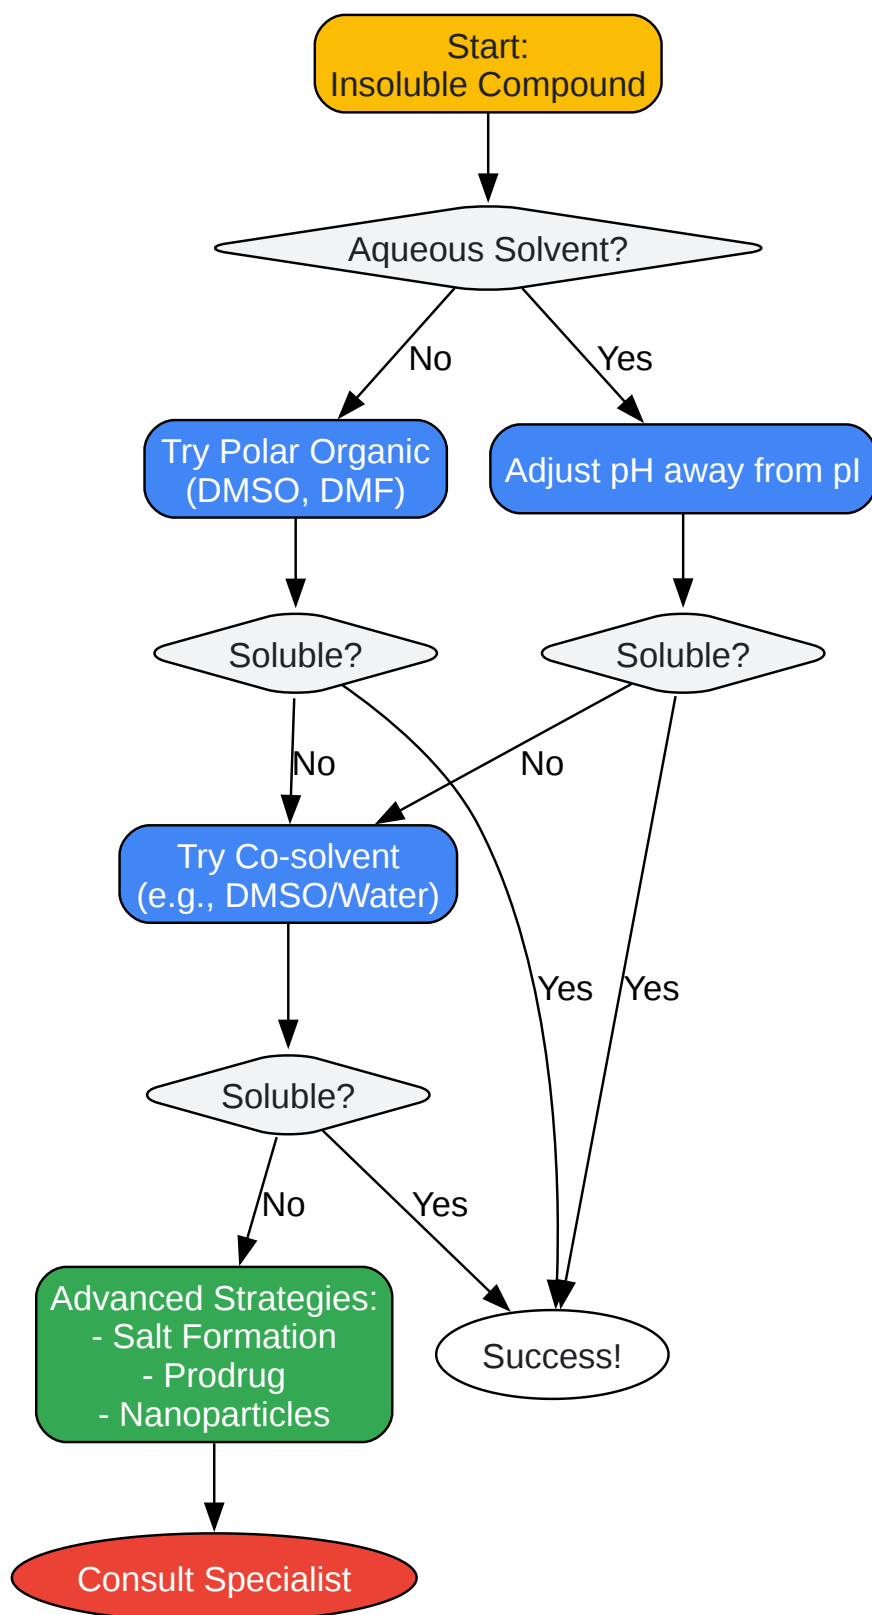 Start:
Insoluble Compound
Aqueous Solvent?
No
Yes
Try Polar Organic
(DMSO, DMF)
Adjust pH away from pI
Soluble?
Soluble?
No
No
Try Co-solvent
(e.g., DMSO/Water)
Yes
Yes
Soluble?
No
Yes
Advanced Strategies:
- Salt Formation
- Prodrug
- Nanoparticles
Success!
Consult Specialist